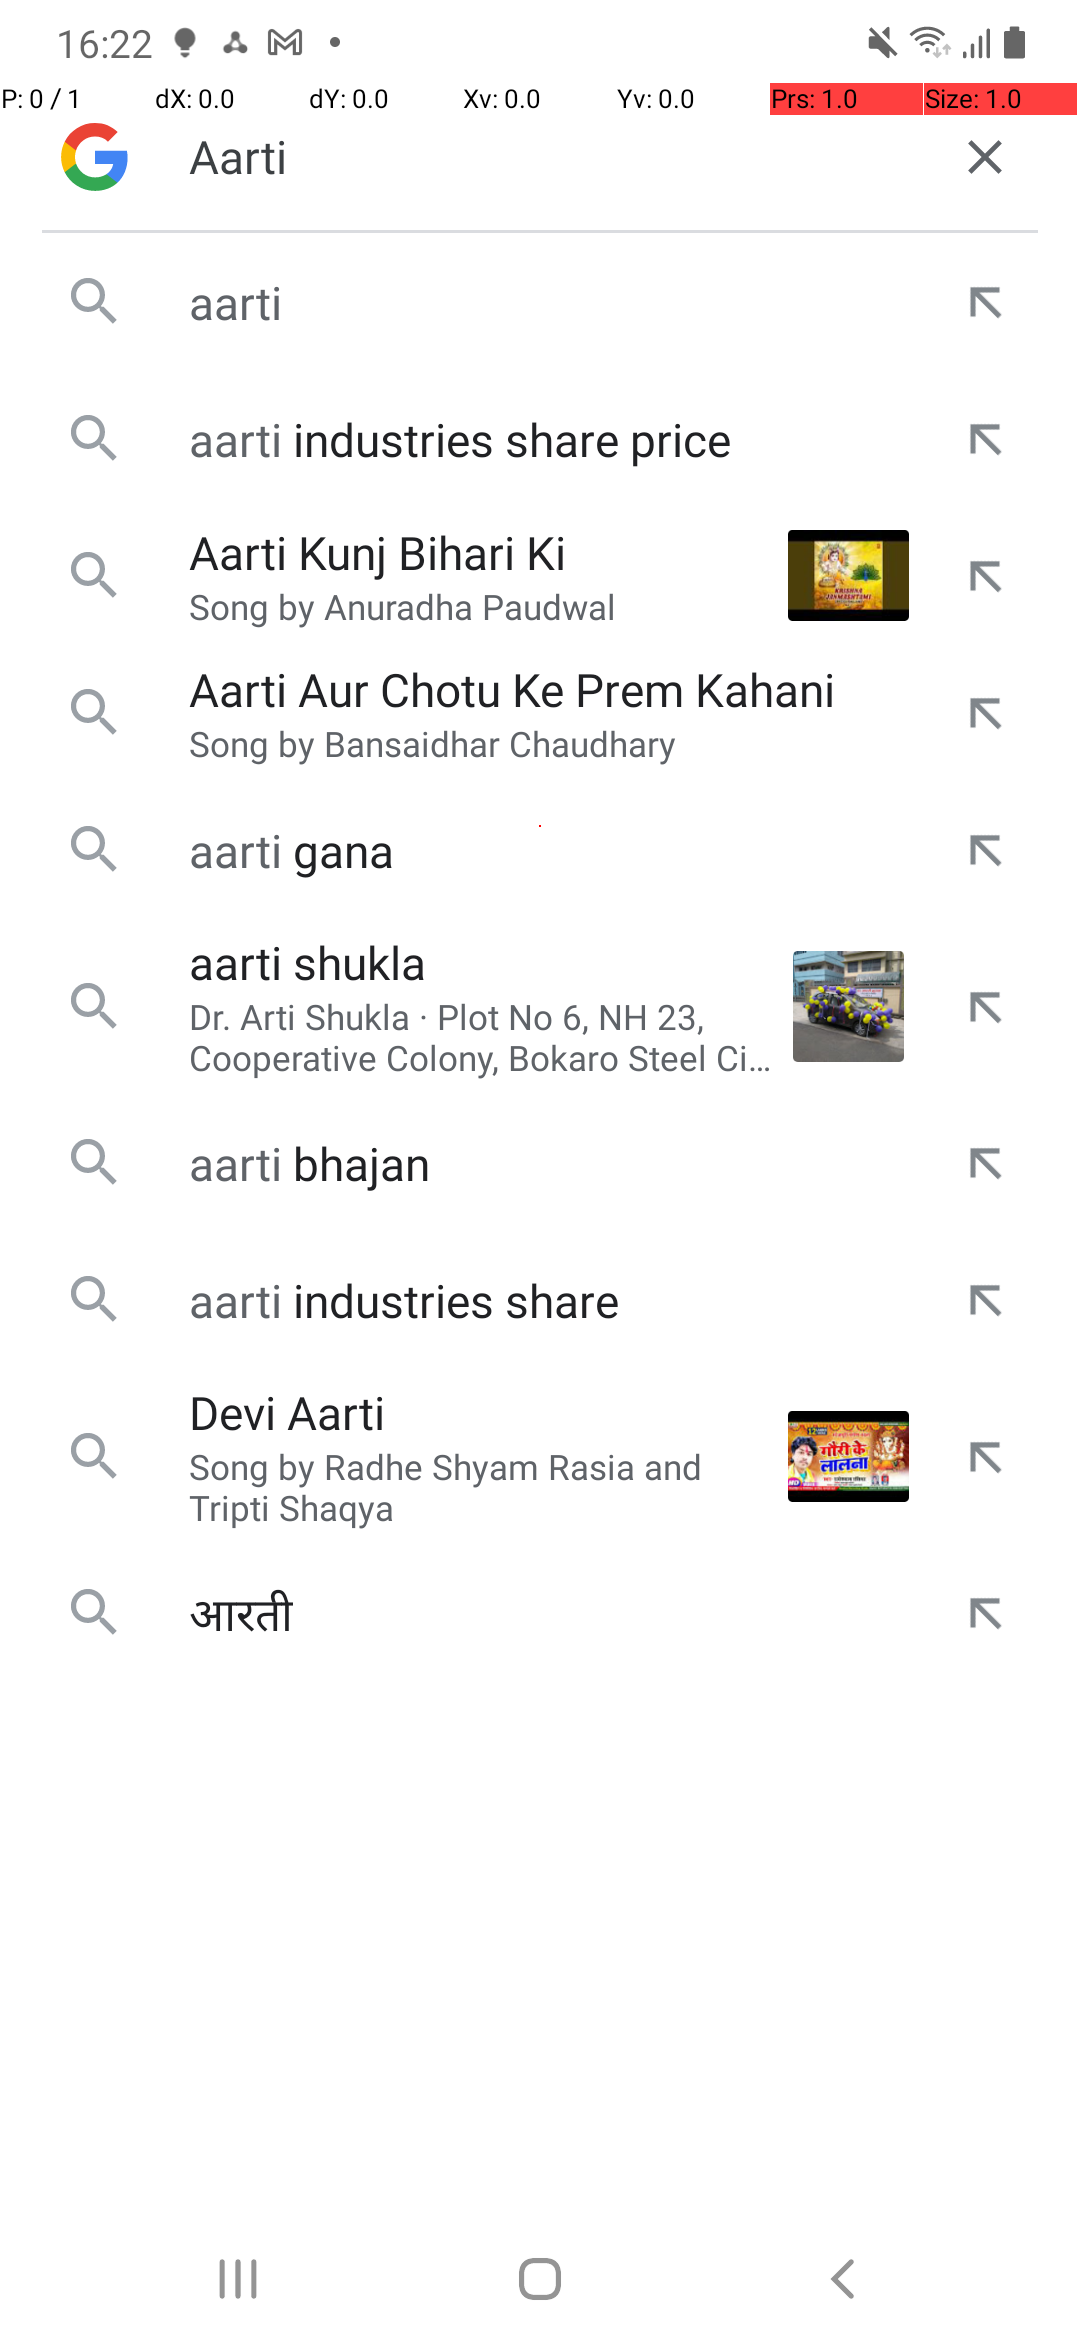 16:22
P: 0 / 1 dX: 0.0 dY: 0.0 Xv: 0.0 Yv: 0.0 Prs: 1.0 Size: 1.0
Aarti
aarti
aarti industries share price
Aarti Kunj Bihari Ki
Song by Anuradha Paudwal
KRISHNA
JANMASHTAMI
Aarti Aur Chotu Ke Prem Kahani
Song by Bansaidhar Chaudhary
aarti gana
aarti shukla
Dr. Arti Shukla · Plot No 6, NH 23,
Cooperative Colony, Bokaro Steel Ci...
aarti bhajan
aarti industries share
Devi Aarti
Song by Radhe Shyam Rasia and
Tripti Shaqya
गौरी के
लालना
आरती